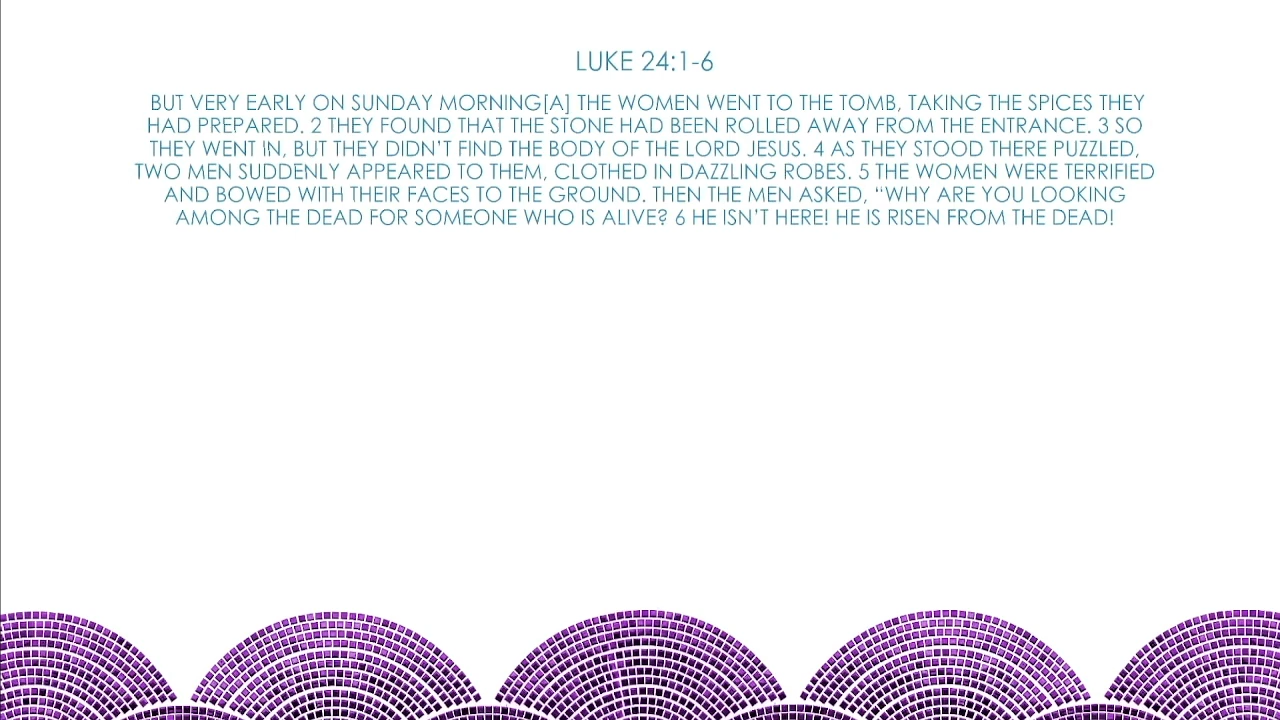 LUKE 24:1-6
BUT VERY EARLY ON SUNDAY MORNING[A] THE WOMEN WENT TO THE TOMB, TAKING THE SPICES THEY
HAD PREPARED. 2 THEY FOUND THAT THE STONE HAD BEEN ROLLED AWAY FROM THE ENTRANCE. 3 SO
THEY WENT IN, BUT THEY DIDN’T FIND THE BODY OF THE LORD JESUS. 4 AS THEY STOOD THERE PUZZLED,
TWO MEN SUDDENLY APPEARED TO THEM, CLOTHED IN DAZZLING ROBES. 5 THE WOMEN WERE TERRIFIED
AND BOWED WITH THEIR FACES TO THE GROUND. THEN THE MEN ASKED, “WHY ARE YOU LOOKING
AMONG THE DEAD FOR SOMEONE WHO IS ALIVE? 6 HE ISN’T HERE! HE IS RISEN FROM THE DEAD!